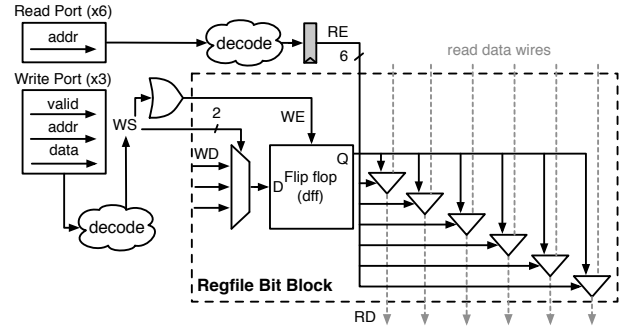 Read Port (x6)
addr
decode
RE
6
read data wires
Write Port (x3)
valid
addr
data
WS
2
WE
WD
Q
D
Flip flop
(dff)
decode
Regfile Bit Block
RD